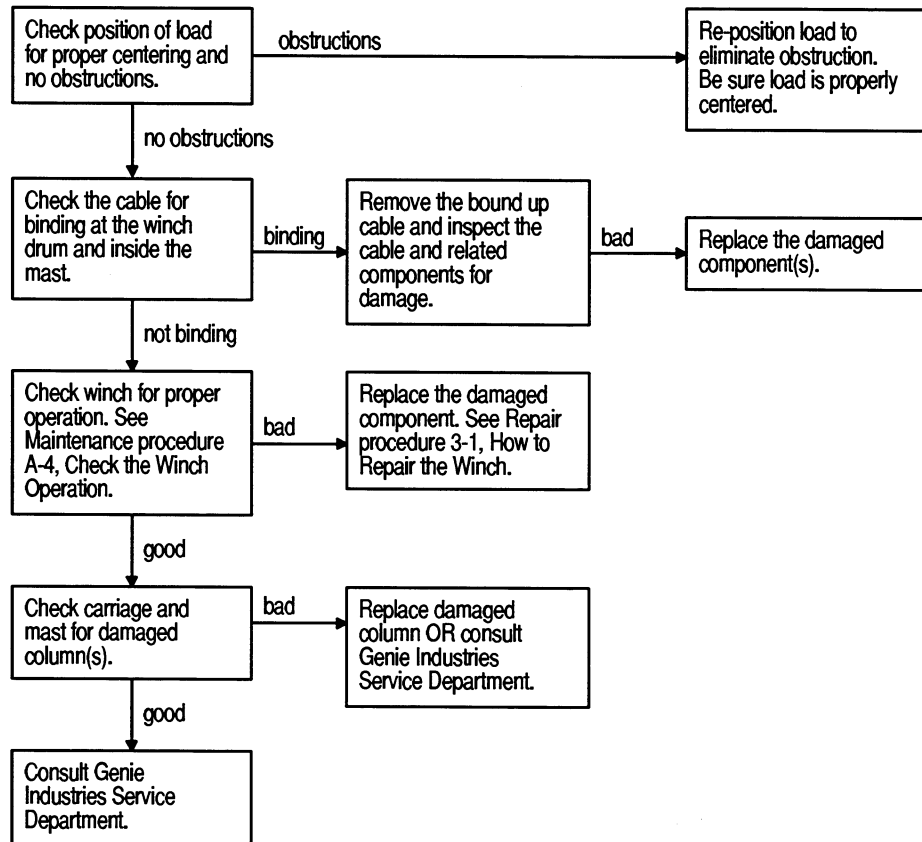 Check position of load
for proper centering and
no obstructions.
obstructions
Re-position load to
eliminate obstruction.
Be sure load is properly
centered.
no obstructions
Check the cable for
binding at the winch
drum and inside the
mast.
binding
Remove the bound up
cable and inspect the
cable and related
components for
damage.
bad
Replace the damaged
component(s).
not binding
Check winch for proper
operation. See
Maintenance procedure
A-4, Check the Winch
Operation.
bad
Replace the damaged
component. See Repair
procedure 3-1, How to
Repair the Winch.
good
Check carriage and
mast for damaged
column(s).
bad
Replace damaged
column OR consult
Genie Industries
Service Department.
good
Consult Genie
Industries Service
Department.